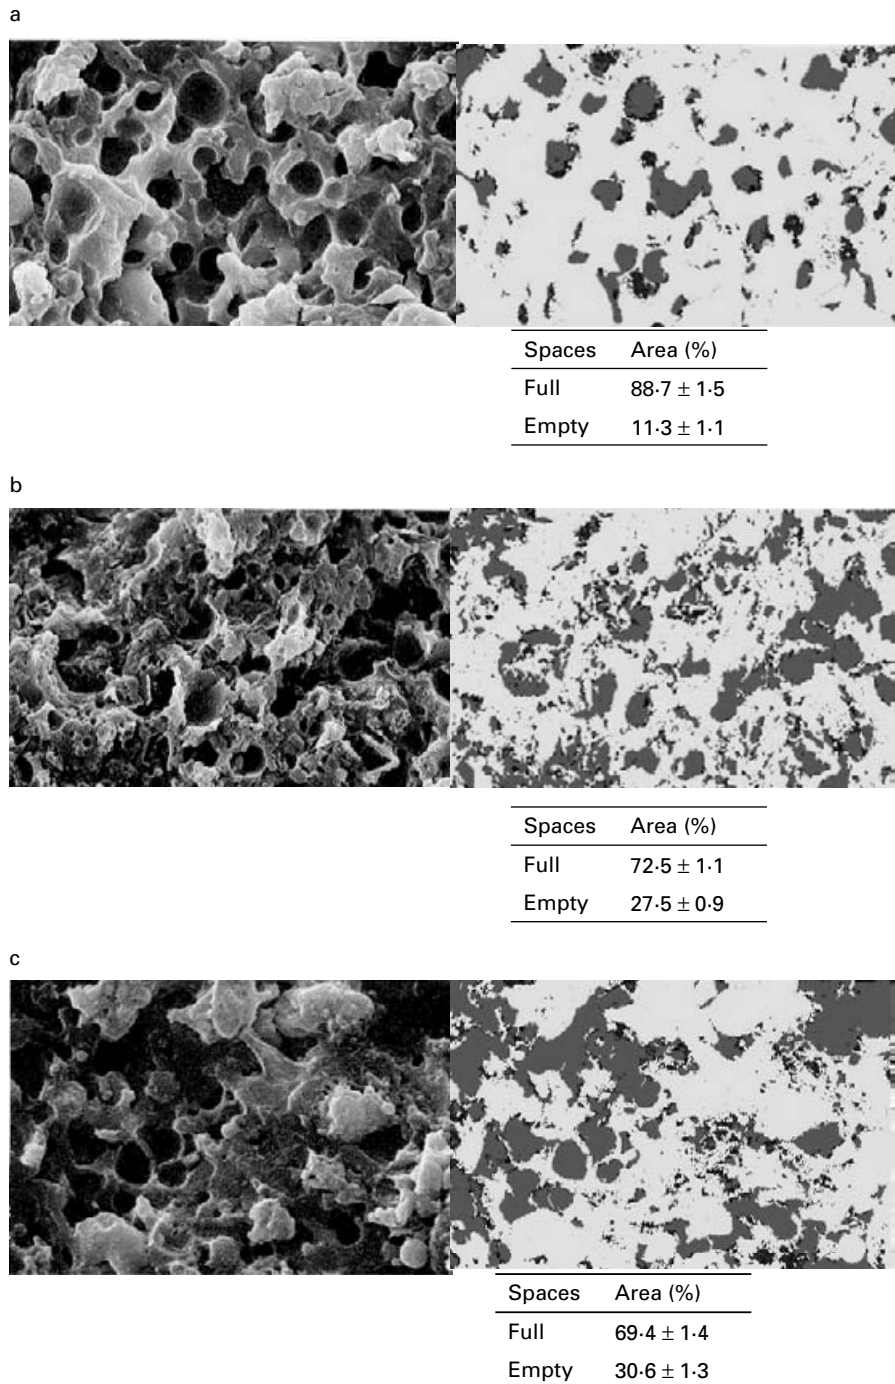 a
Spaces Area (%)
Full 88·7 ± 1·5
Empty 11·3 ± 1·1
b
Spaces Area (%)
Full 72·5 ± 1·1
Empty 27·5 ± 0·9
c
Spaces Area (%)
Full 69·4 ± 1·4
Empty 30·6 ± 1·3